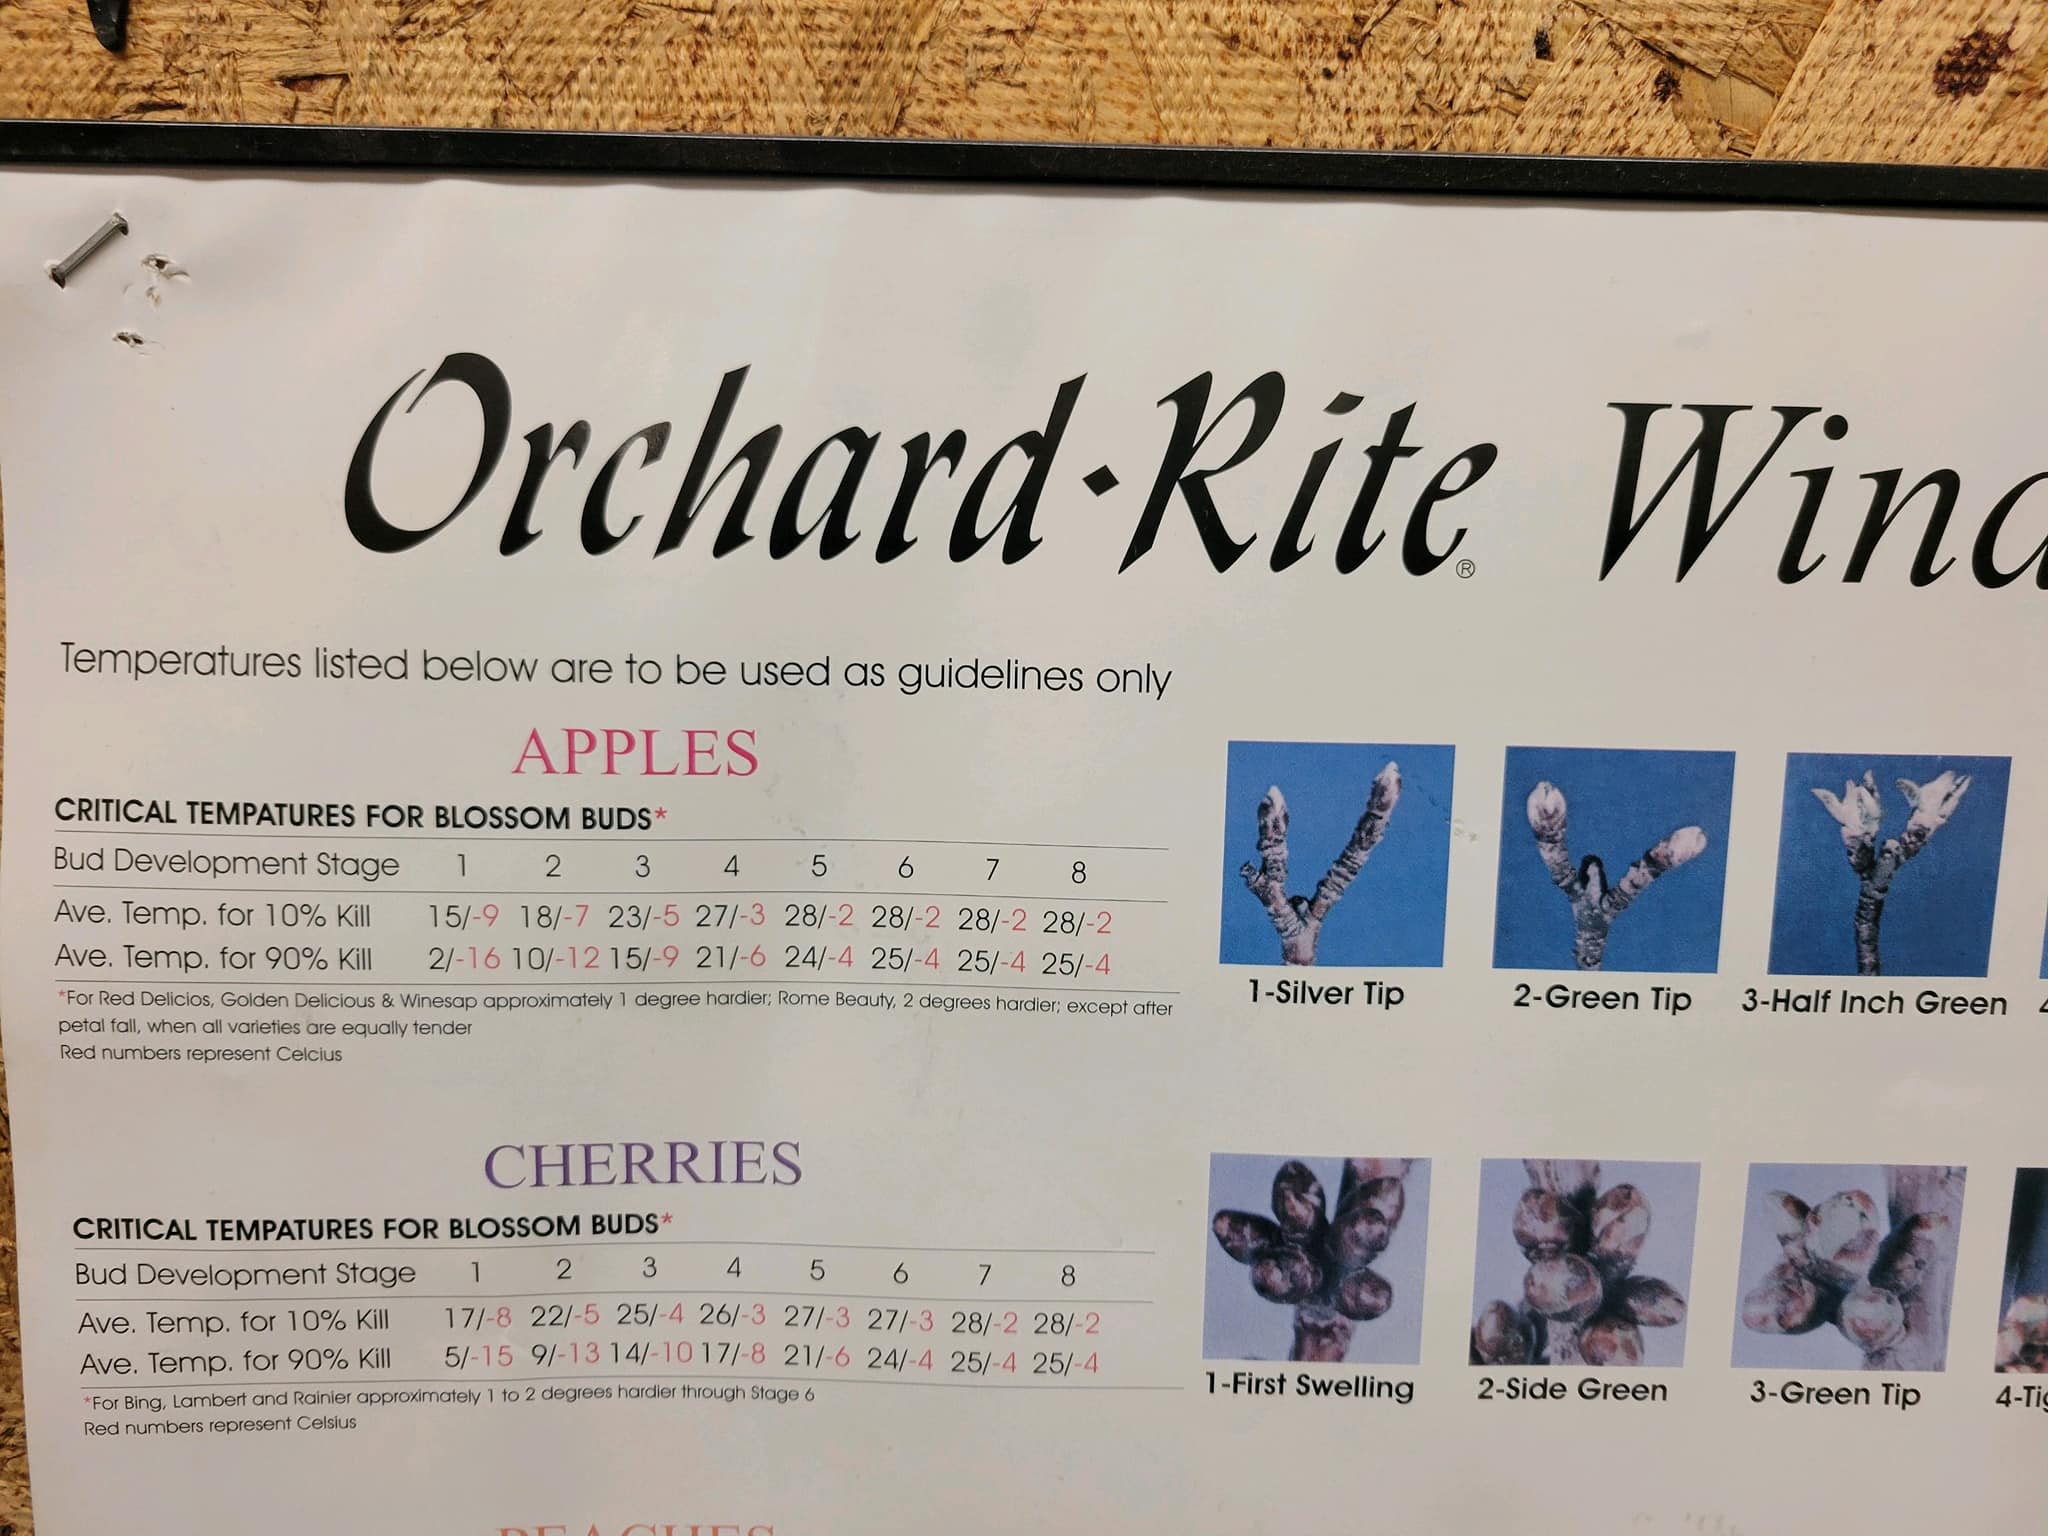 Orchard-Rite® Wind
Temperatures listed below are to be used as guidelines only
APPLES
CRITICAL TEMPATURES FOR BLOSSOM BUDS*
Bud Development Stage 1 2 3 4 5 6 7 8
Ave. Temp. for 10% Kill 15/-9 18/-7 23/-5 27/-3 28/-2 28/-2 28/-2 28/-2
Ave. Temp. for 90% Kill 2/-16 10/-12 15/-9 21/-6 24/-4 25/-4 25/-4 25/-4
*For Red Delicios, Golden Delicious & Winesap approximately 1 degree hardier; Rome Beauty, 2 degrees hardier; except after
petal fall, when all varieties are equally tender
Red numbers represent Celcius
1-Silver Tip 2-Green Tip 3-Half Inch Green 4
CHERRIES
CRITICAL TEMPATURES FOR BLOSSOM BUDS*
Bud Development Stage 1 2 3 4 5 6 7 8
Ave. Temp. for 10% Kill 17/-8 22/-5 25/-4 26/-3 27/-3 27/-3 28/-2 28/-2
Ave. Temp. for 90% Kill 5/-15 9/-13 14/-10 17/-8 21/-6 24/-4 25/-4 25/-4
*For Bing, Lambert and Rainier approximately 1 to 2 degrees hardier through Stage 6
Red numbers represent Celsius
1-First Swelling 2-Side Green 3-Green Tip 4-Tig
PEACHES